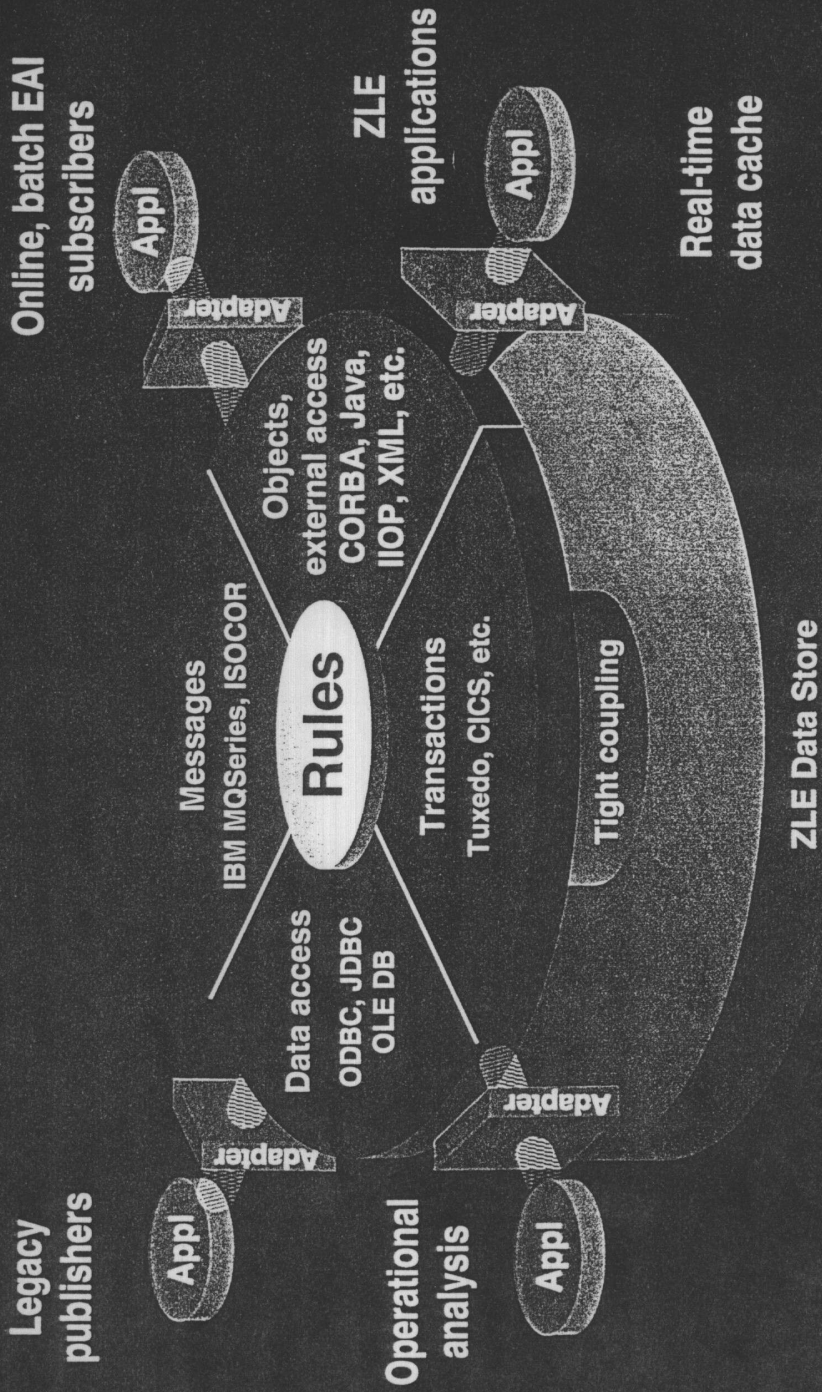 Legacy
publishers
Online, batch EAI
subscribers
Appl
Appl
Adapter
Adapter
Messages
IBM MQSeries, ISOCOR
Data access
ODBC, JDBC
OLE DB
Rules
Objects,
external access
CORBA, Java,
IIOP, XML, etc.
Operational
analysis
ZLE
applications
Transactions
Tuxedo, CICS, etc.
Adapter
Adapter
Appl
Appl
Tight coupling
Real-time
data cache
ZLE Data Store